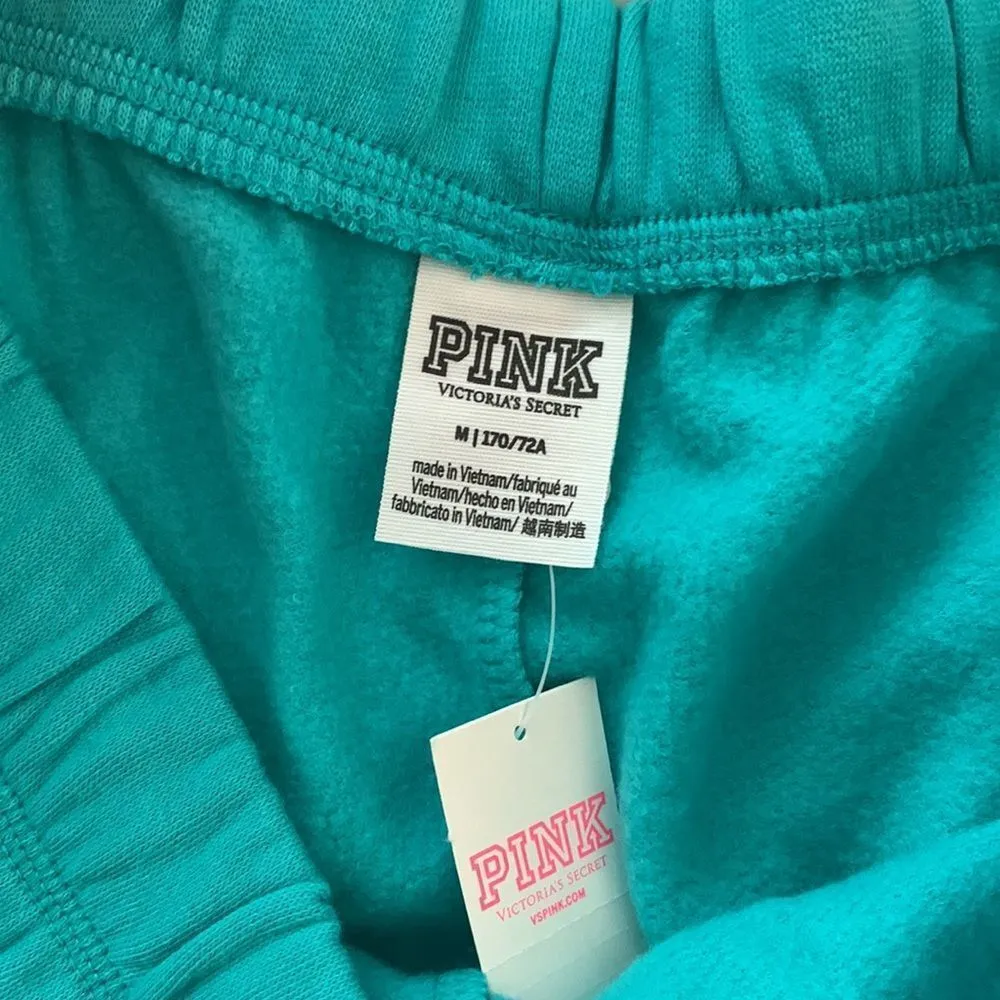 PINK
VICTORIA'S SECRET
M | 170/72A
made in Vietnam/fabriqué au
Vietnam/hecho en Vietnam/
fabbricato in Vietnam/ 越南制造
PINK
VICTORIA'S SECRET
VSPINK.COM